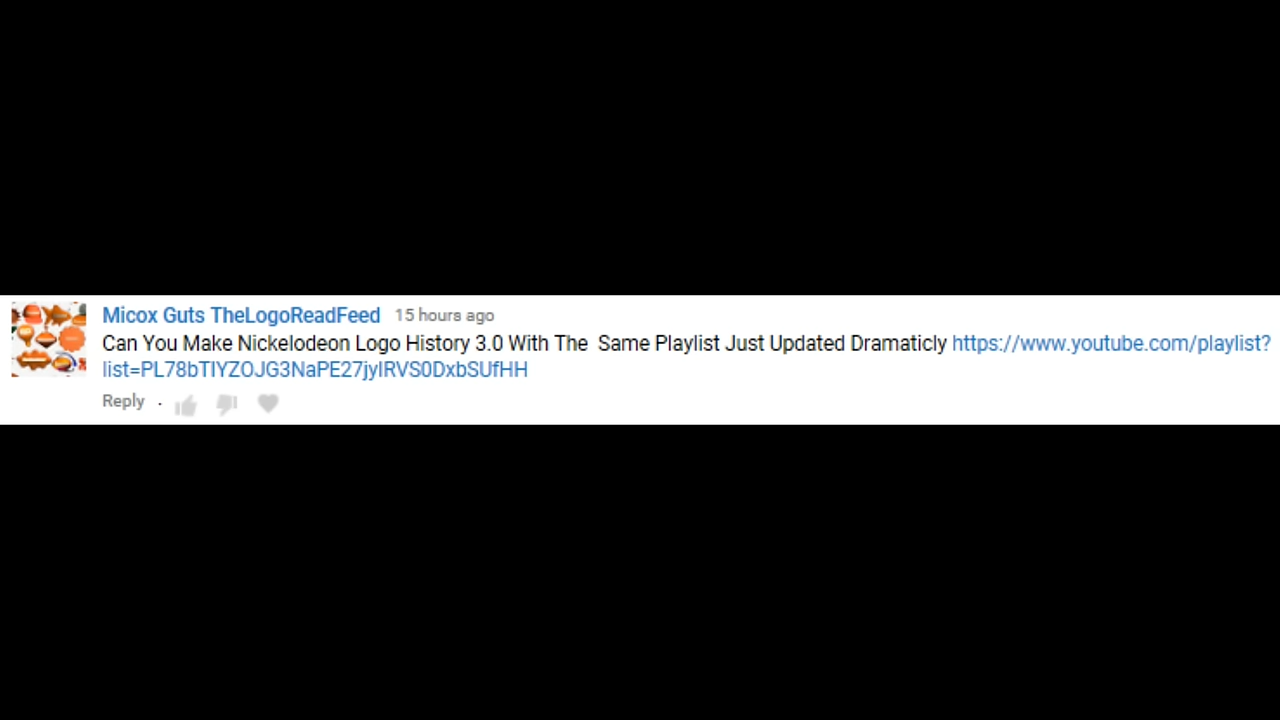 Micox Guts TheLogoReadFeed 15 hours ago
Can You Make Nickelodeon Logo History 3.0 With The  Same Playlist Just Updated Dramaticly https://www.youtube.com/playlist?
list=PL78bTIYZOJG3NaPE27jyIRVS0DxbSUfHH
Reply ·